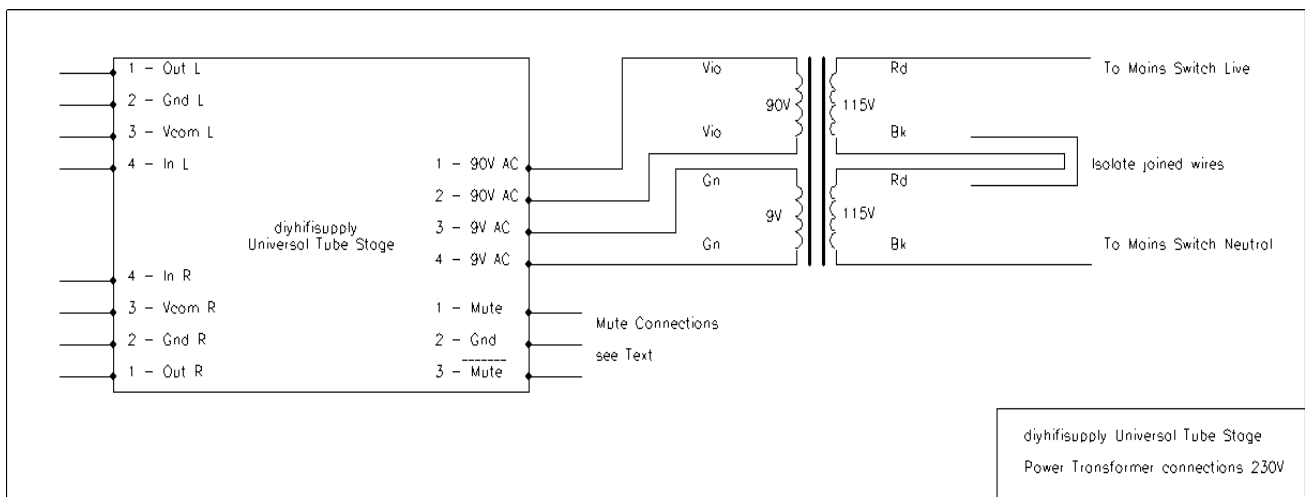 1 - Out L
2 - Gnd L
3 - Vcom L
4 - In L
1 - 90V AC
2 - 90V AC
3 - 9V AC
4 - 9V AC
diyhifisupply
Universal Tube Stage
4 - In R
3 - Vcom R
2 - Gnd R
1 - Out R
1 - Mute
2 - Gnd
3 - Mute
Mute Connections
see Text
Vio
90V
Vio
Gn
9V
Gn
Rd
115V
Bk
Rd
115V
Bk
To Mains Switch Live
Isolate joined wires
To Mains Switch Neutral
diyhifisupply Universal Tube Stage
Power Transformer connections 230V